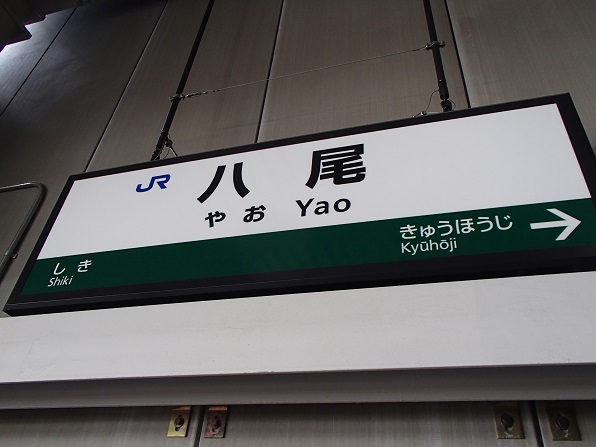 JR 八尾
やお Yao
しき
Shiki
きゅうほうじ →
Kyūhōji